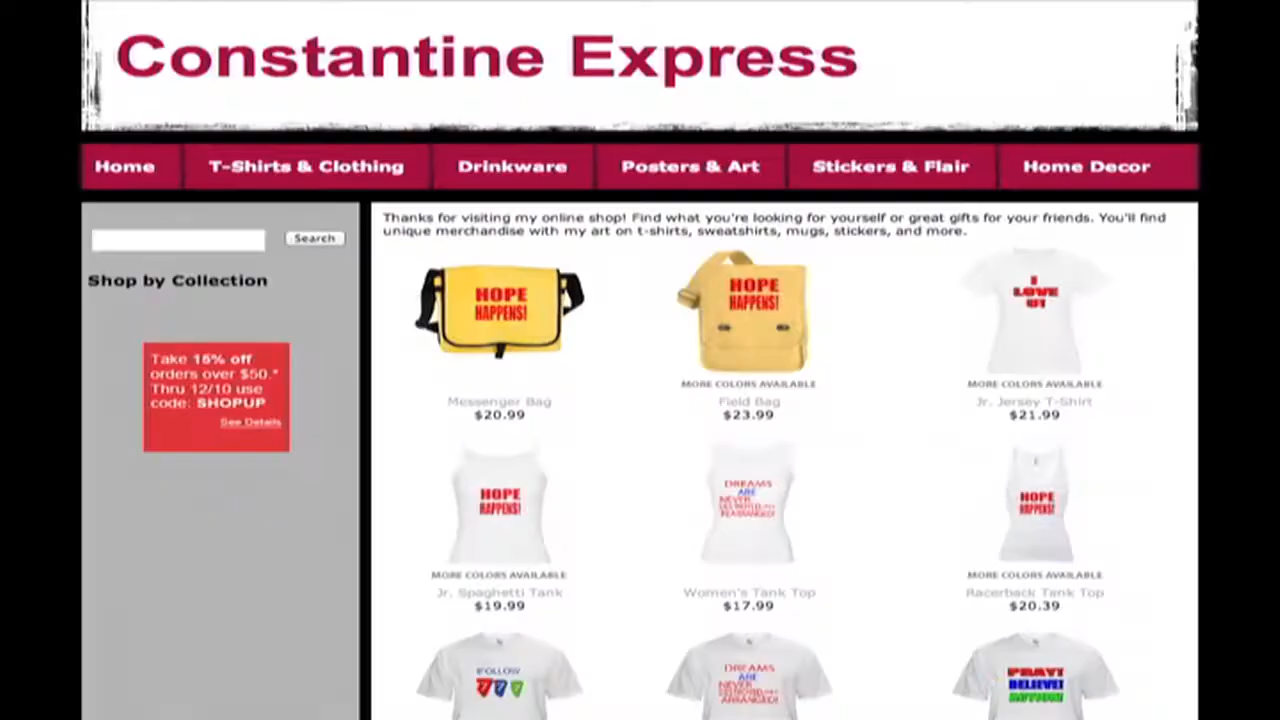 Constantine Express
Home T-Shirts & Clothing Drinkware Posters & Art Stickers & Flair Home Decor
Search
Shop by Collection
Take 15% off
orders over $50.*
Thru 12/10 use
code: SHOPUP
See Details
Thanks for visiting my online shop! Find what you're looking for yourself or great gifts for your friends. You'll find
unique merchandise with my art on t-shirts, sweatshirts, mugs, stickers, and more.
HOPE
HAPPENS!
Messenger Bag
$20.99
HOPE
HAPPENS!
MORE COLORS AVAILABLE
Field Bag
$23.99
I
LOVE
MORE COLORS AVAILABLE
Jr. Jersey T-Shirt
$21.99
HOPE
HAPPENS!
MORE COLORS AVAILABLE
Jr. Spaghetti Tank
$19.99
DREAMS
ARE
NEVER
Women's Tank Top
$17.99
HOPE
HAPPENS!
MORE COLORS AVAILABLE
Racerback Tank Top
$20.39
DREAMS
ARE
NEVER
PRAY!
BELIEVE!